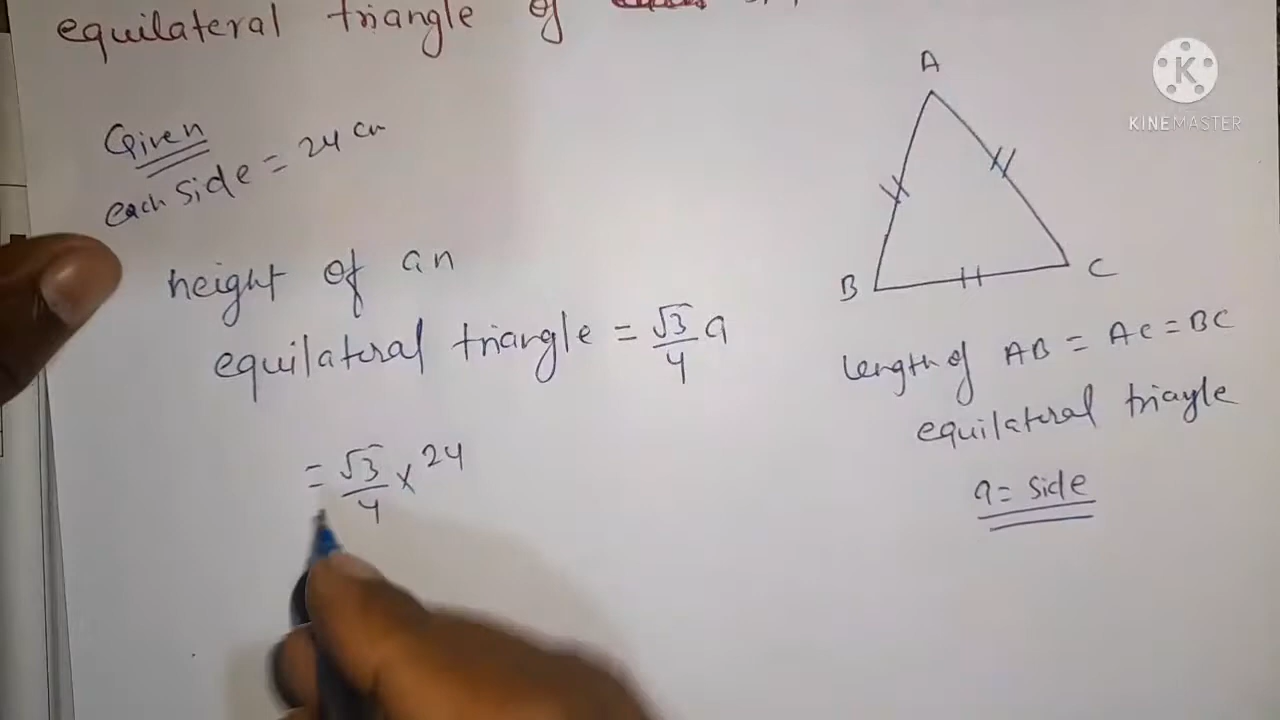 equilateral triangle of
Given
each side = 24 cm
height of an
equilateral triangle = √3/4 a
= √3/4 × 24
A
B
C
length of AB = AC = BC
equilateral triayle
a = side
K
KINEMASTER